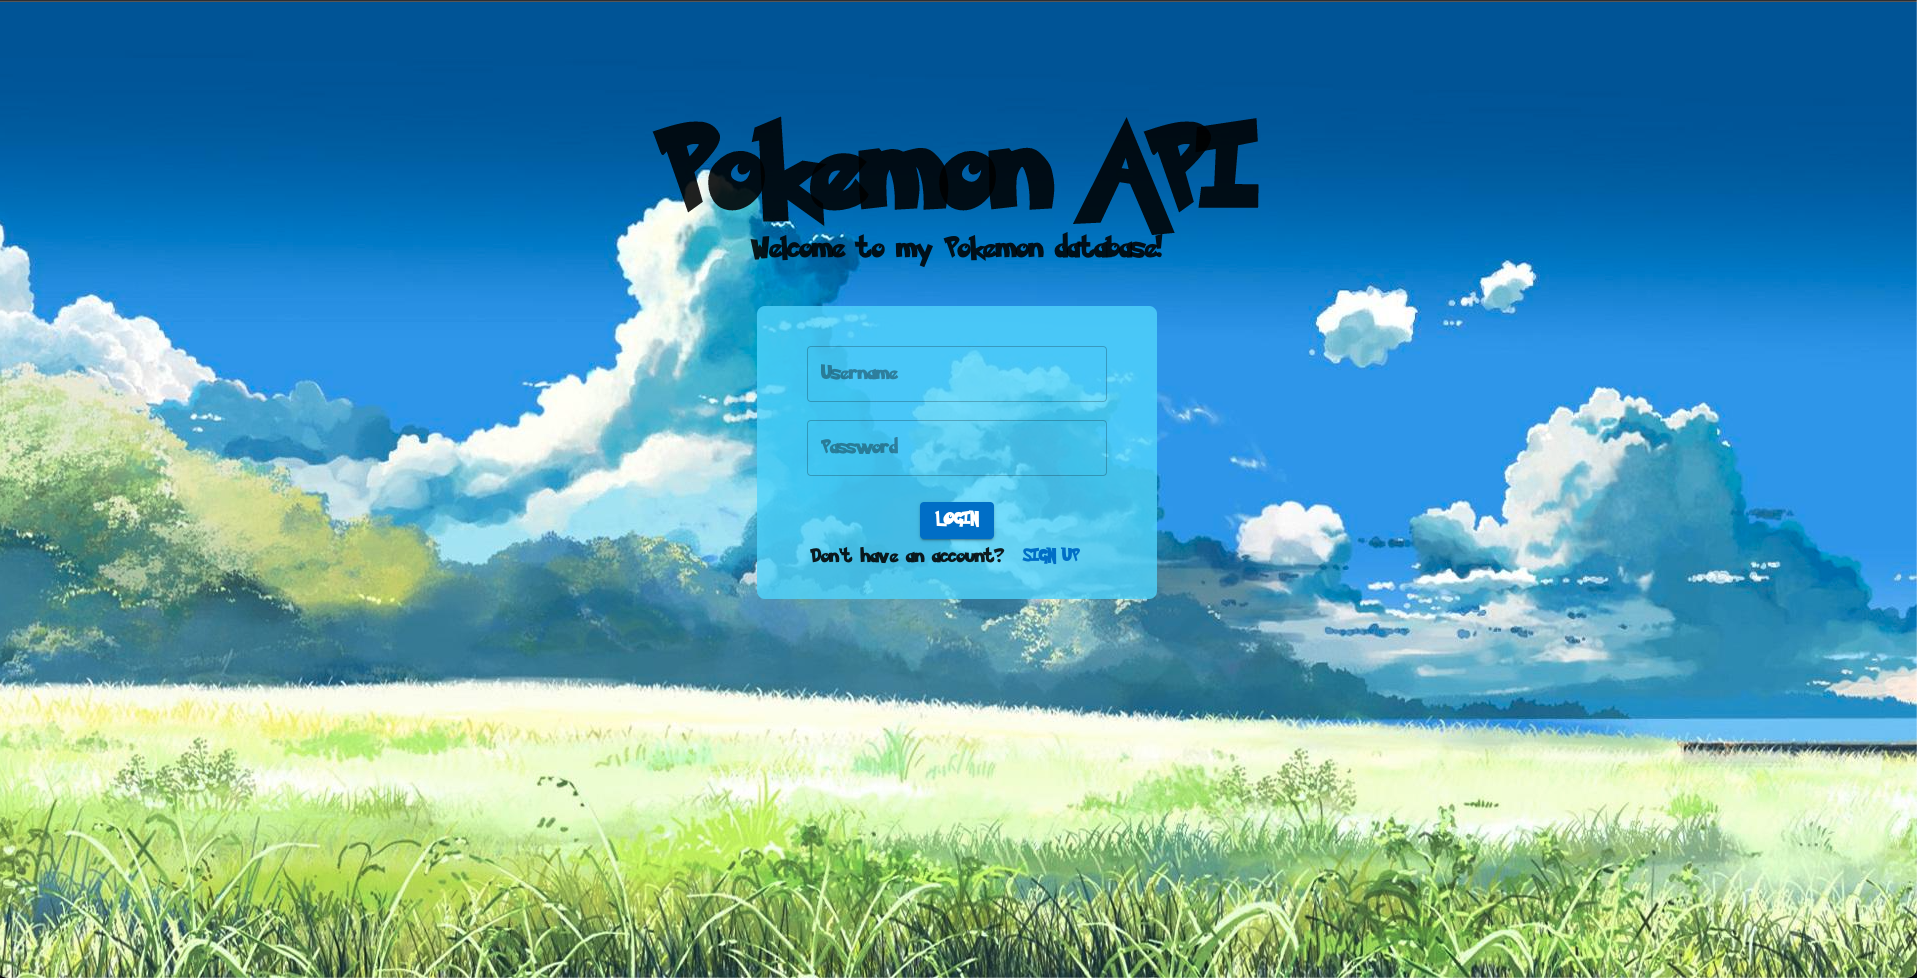 Pokemon API
Welcome to my Pokemon database!
Username
Password
LOGIN
Don't have an account? SIGN UP